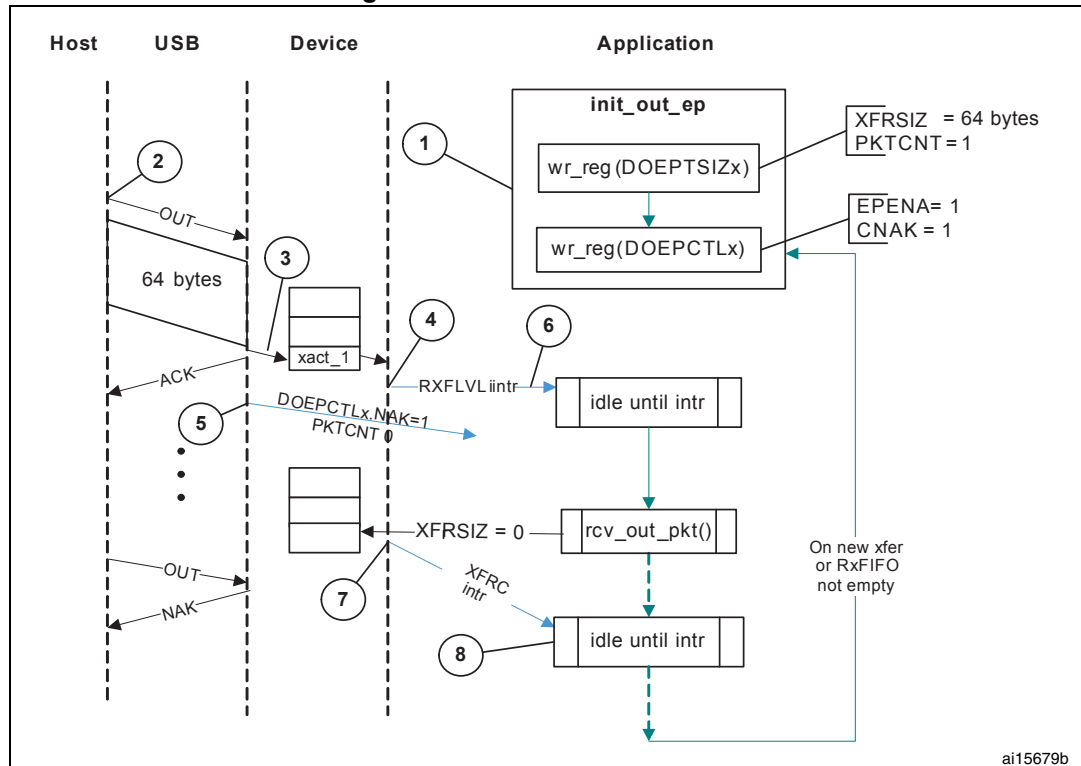 Host USB Device Application
init_out_ep
XFRSIZ = 64 bytes
PKTCNT = 1
1
wr_reg(DOEPTSIZx)
2
OUT
EPENA= 1
CNAK = 1
wr_reg(DOEPCTLx)
3
64 bytes
4
6
xact_1
ACK
RXFLVL iintr
idle until intr
DOEPCTLx.NAK=1
PKTCNT 0
5
XFRSIZ = 0
rcv_out_pkt()
On new xfer
or RxFIFO
not empty
OUT
XFRC
intr
7
NAK
idle until intr
8
ai15679b